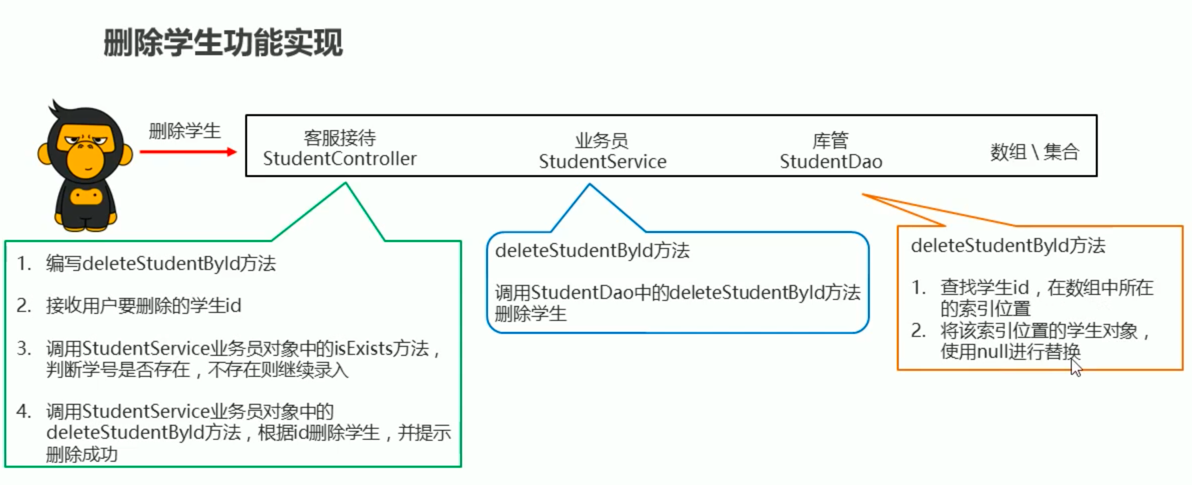 删除学生功能实现
删除学生
客服接待
StudentController
业务员
StudentService
库管
StudentDao
数组 \ 集合
1. 编写deleteStudentById方法
2. 接收用户要删除的学生id
3. 调用StudentService业务员对象中的isExists方法，
判断学号是否存在，不存在则继续录入
4. 调用StudentService业务员对象中的
deleteStudentById方法，根据id删除学生，并提示
删除成功
deleteStudentById方法
调用StudentDao中的deleteStudentById方法
删除学生
deleteStudentById方法
1. 查找学生id，在数组中所在
的索引位置
2. 将该索引位置的学生对象，
使用null进行替换